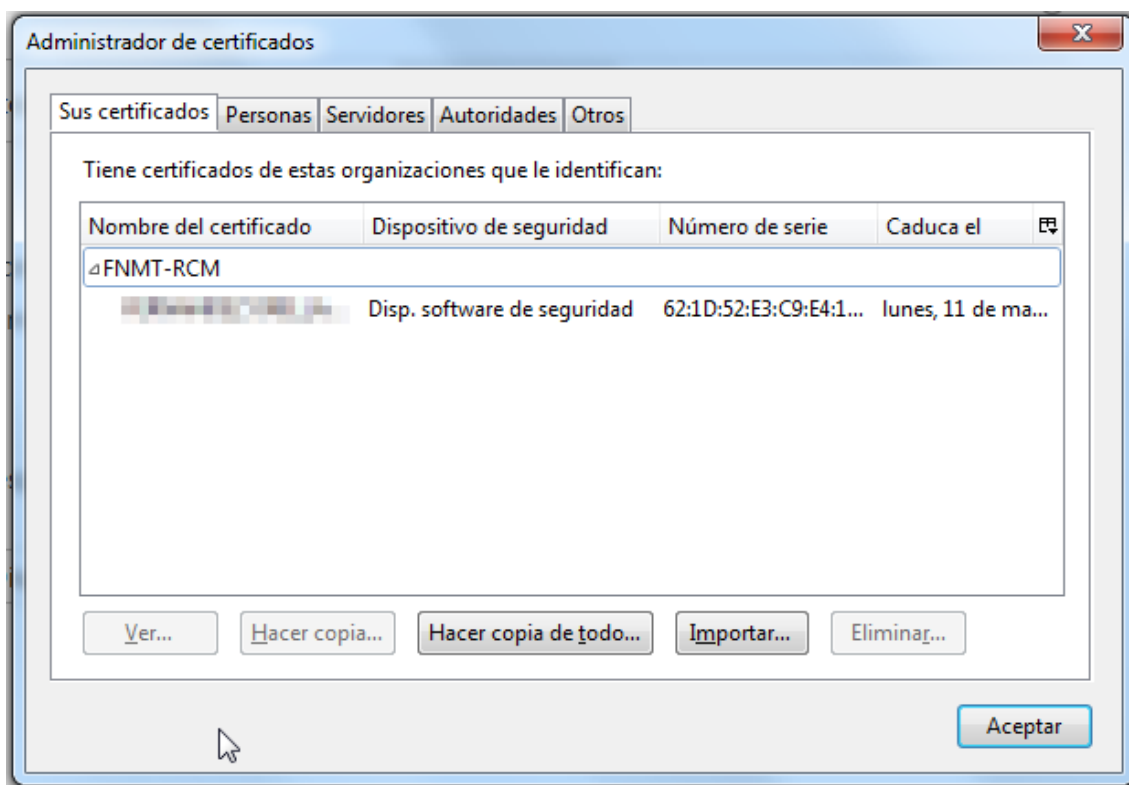 Administrador de certificados
Sus certificados Personas Servidores Autoridades Otros
Tiene certificados de estas organizaciones que le identifican:
Nombre del certificado Dispositivo de seguridad Número de serie Caduca el
FNMT-RCM
Disp. software de seguridad 62:1D:52:E3:C9:E4:1... lunes, 11 de ma...
Ver... Hacer copia... Hacer copia de todo... Importar... Eliminar...
Aceptar